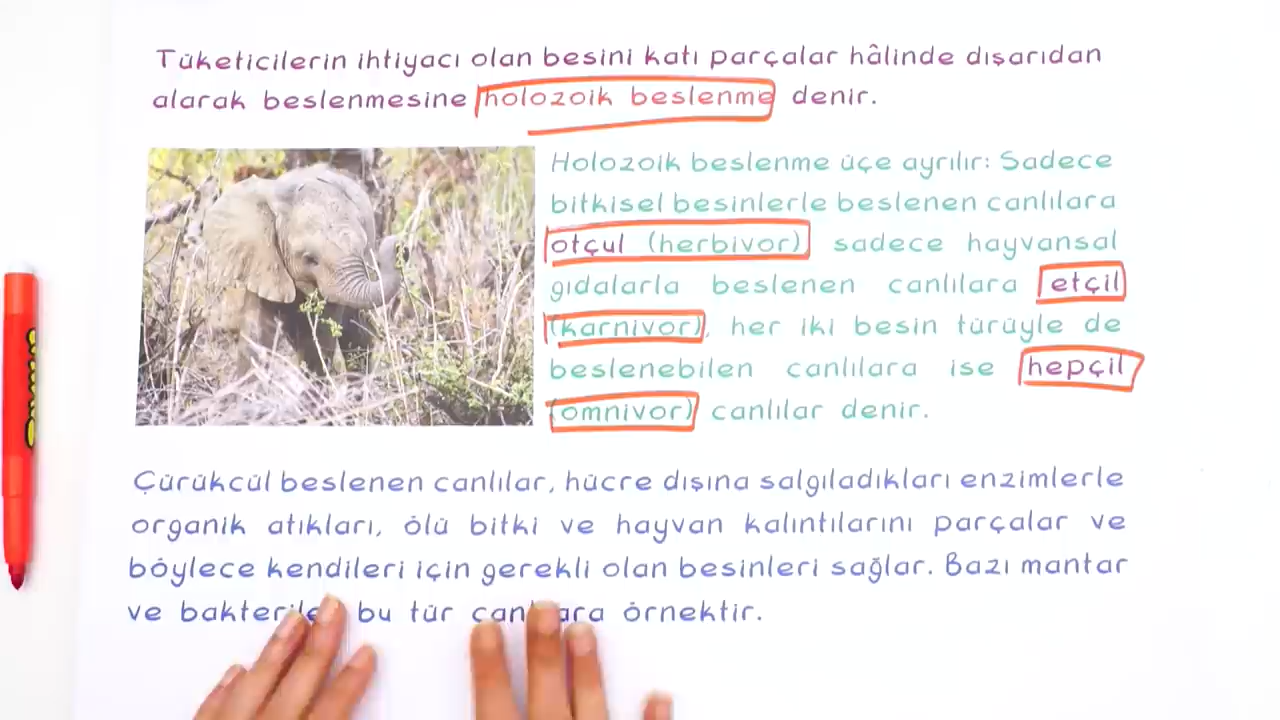 Tüketicilerin ihtiyacı olan besini katı parçalar hâlinde dışarıdan
alarak beslenmesine holozoik beslenme denir.
Holozoik beslenme üçe ayrılır: Sadece
bitkisel besinlerle beslenen canlılara
otçul (herbivor) sadece hayvansal
gıdalarla beslenen canlılara etçil
(karnivor), her iki besin türüyle de
beslenebilen canlılara ise hepçil
(omnivor) canlılar denir.
Çürükcül beslenen canlılar, hücre dışına salgıladıkları enzimlerle
organik atıkları, ölü bitki ve hayvan kalıntılarını parçalar ve
böylece kendileri için gerekli olan besinleri sağlar. Bazı mantar
ve bu tür örnektir.